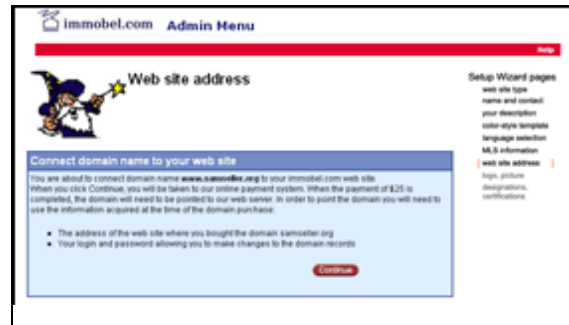 immobel.com Admin Menu
Help
Web site address
Setup Wizard pages
web site type
name and contact
your description
color-style template
language selection
MLS information
web site address
logo, picture
designations,
certifications
Connect domain name to your web site
You are about to connect domain name www.samseller.org to your immobel.com web site.
When you click Continue, you will be taken to our online payment system. When the payment of $25 is
completed, the domain will need to be pointed to our web server. In order to point the domain you will need to
use the information acquired at the time of the domain purchase:
The address of the web site where you bought the domain samseller.org
Your login and password allowing you to make changes to the domain records
Continue